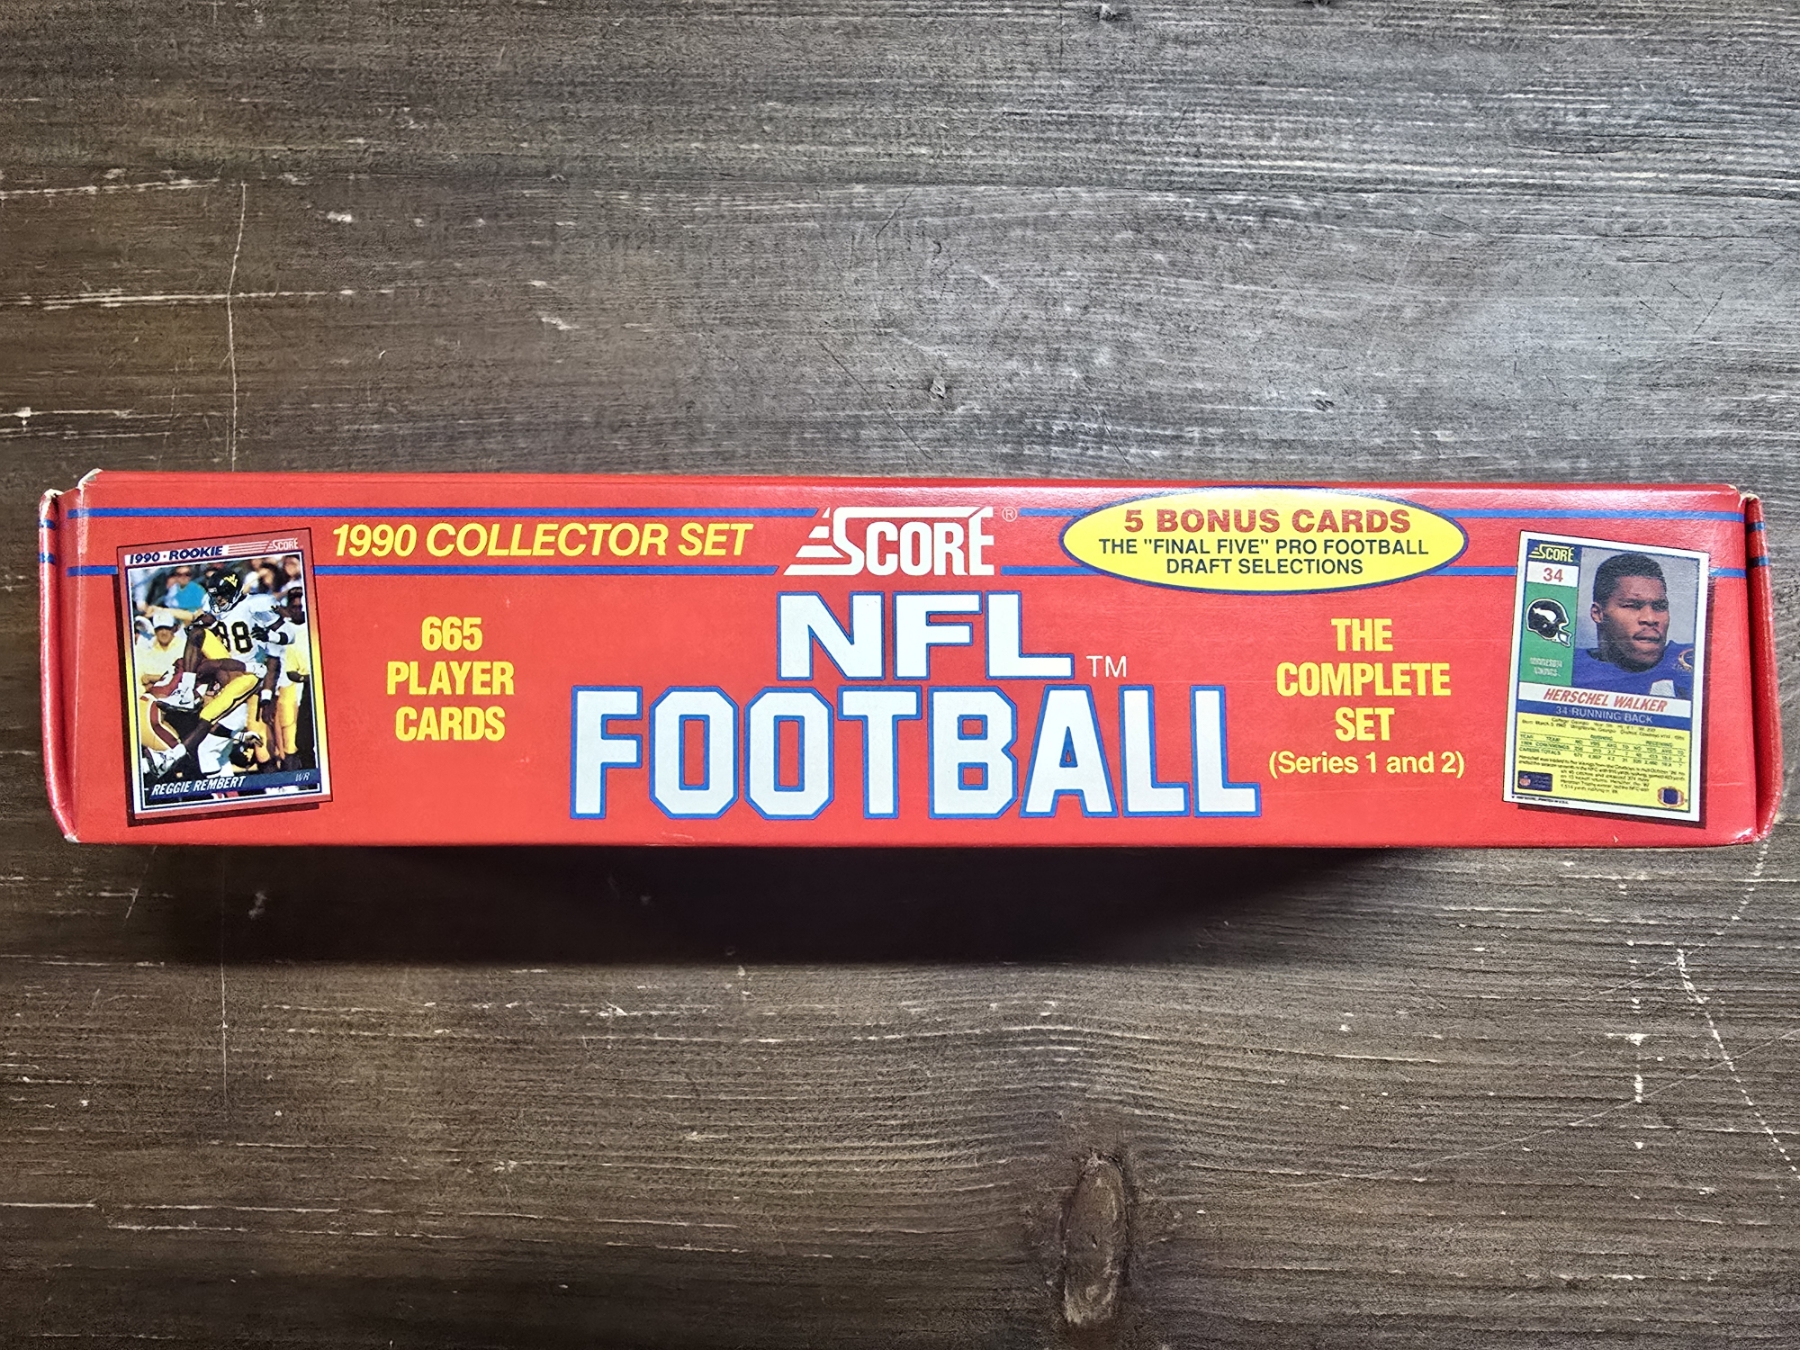 1990 COLLECTOR SET
SCORE®
5 BONUS CARDS
THE "FINAL FIVE" PRO FOOTBALL
DRAFT SELECTIONS
1990 · ROOKIE
SCORE
88
REGGIE REMBERT
WR
665
PLAYER
CARDS
NFL
FOOTBALL
TM
THE
COMPLETE
SET
(Series 1 and 2)
SCORE
34
HERSCHEL WALKER
34-RUNNING BACK